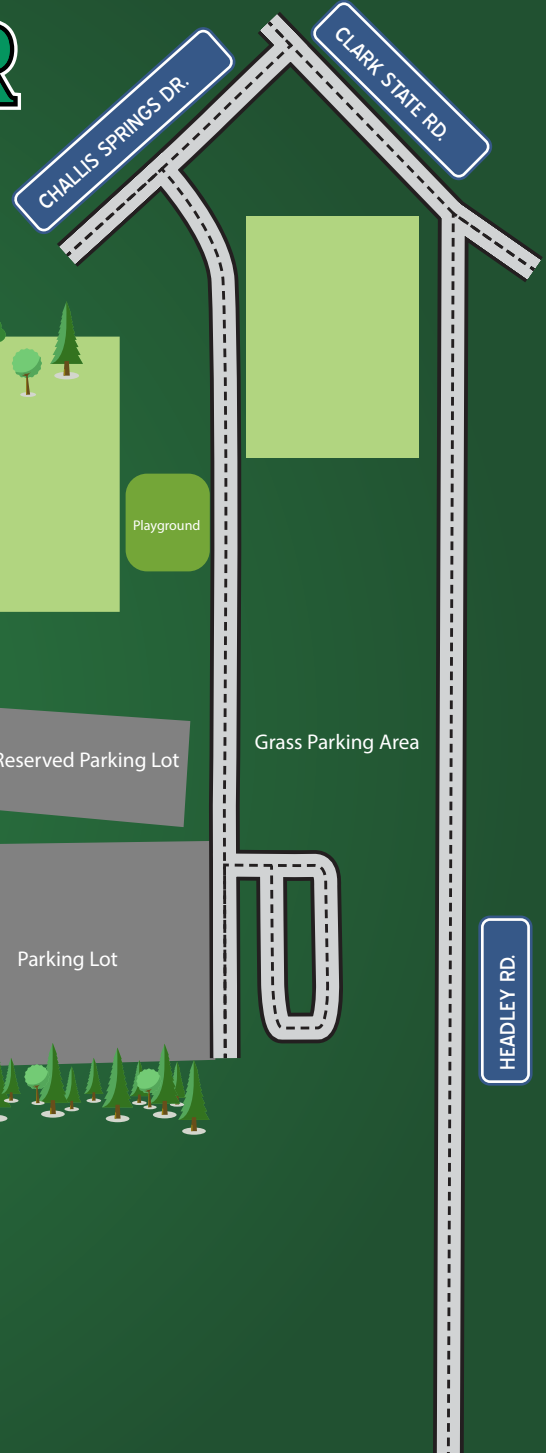 R
CHALLIS SPRINGS DR.
CLARK STATE RD.
Playground
Grass Parking Area
Reserved Parking Lot
Parking Lot
HEADLEY RD.